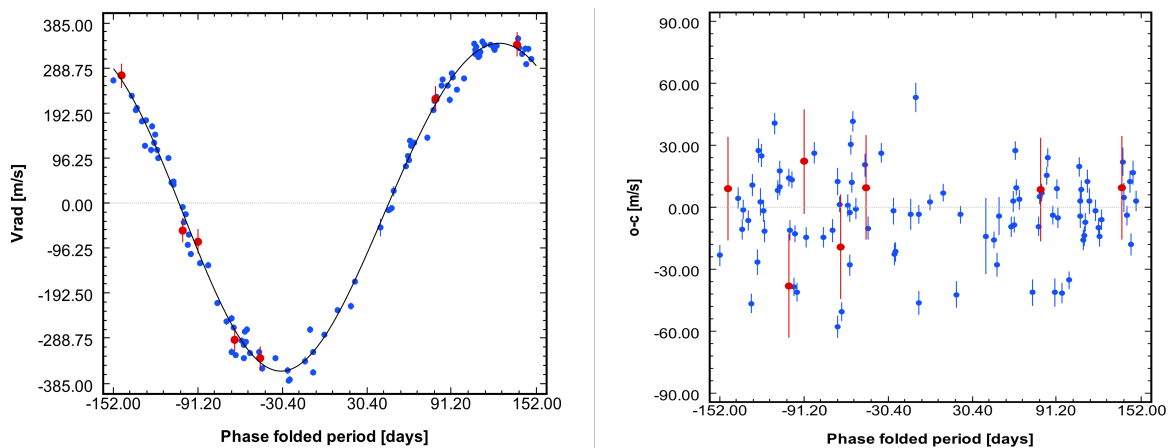 385.00
288.75
192.50
96.25
0.00
-96.25
-192.50
-288.75
-385.00
Vrad [m/s]
-152.00 -91.20 -30.40 30.40 91.20 152.00
Phase folded period [days]
90.00
60.00
30.00
0.00
-30.00
-60.00
-90.00
o-c [m/s]
-152.00 -91.20 -30.40 30.40 91.20 152.00
Phase folded period [days]